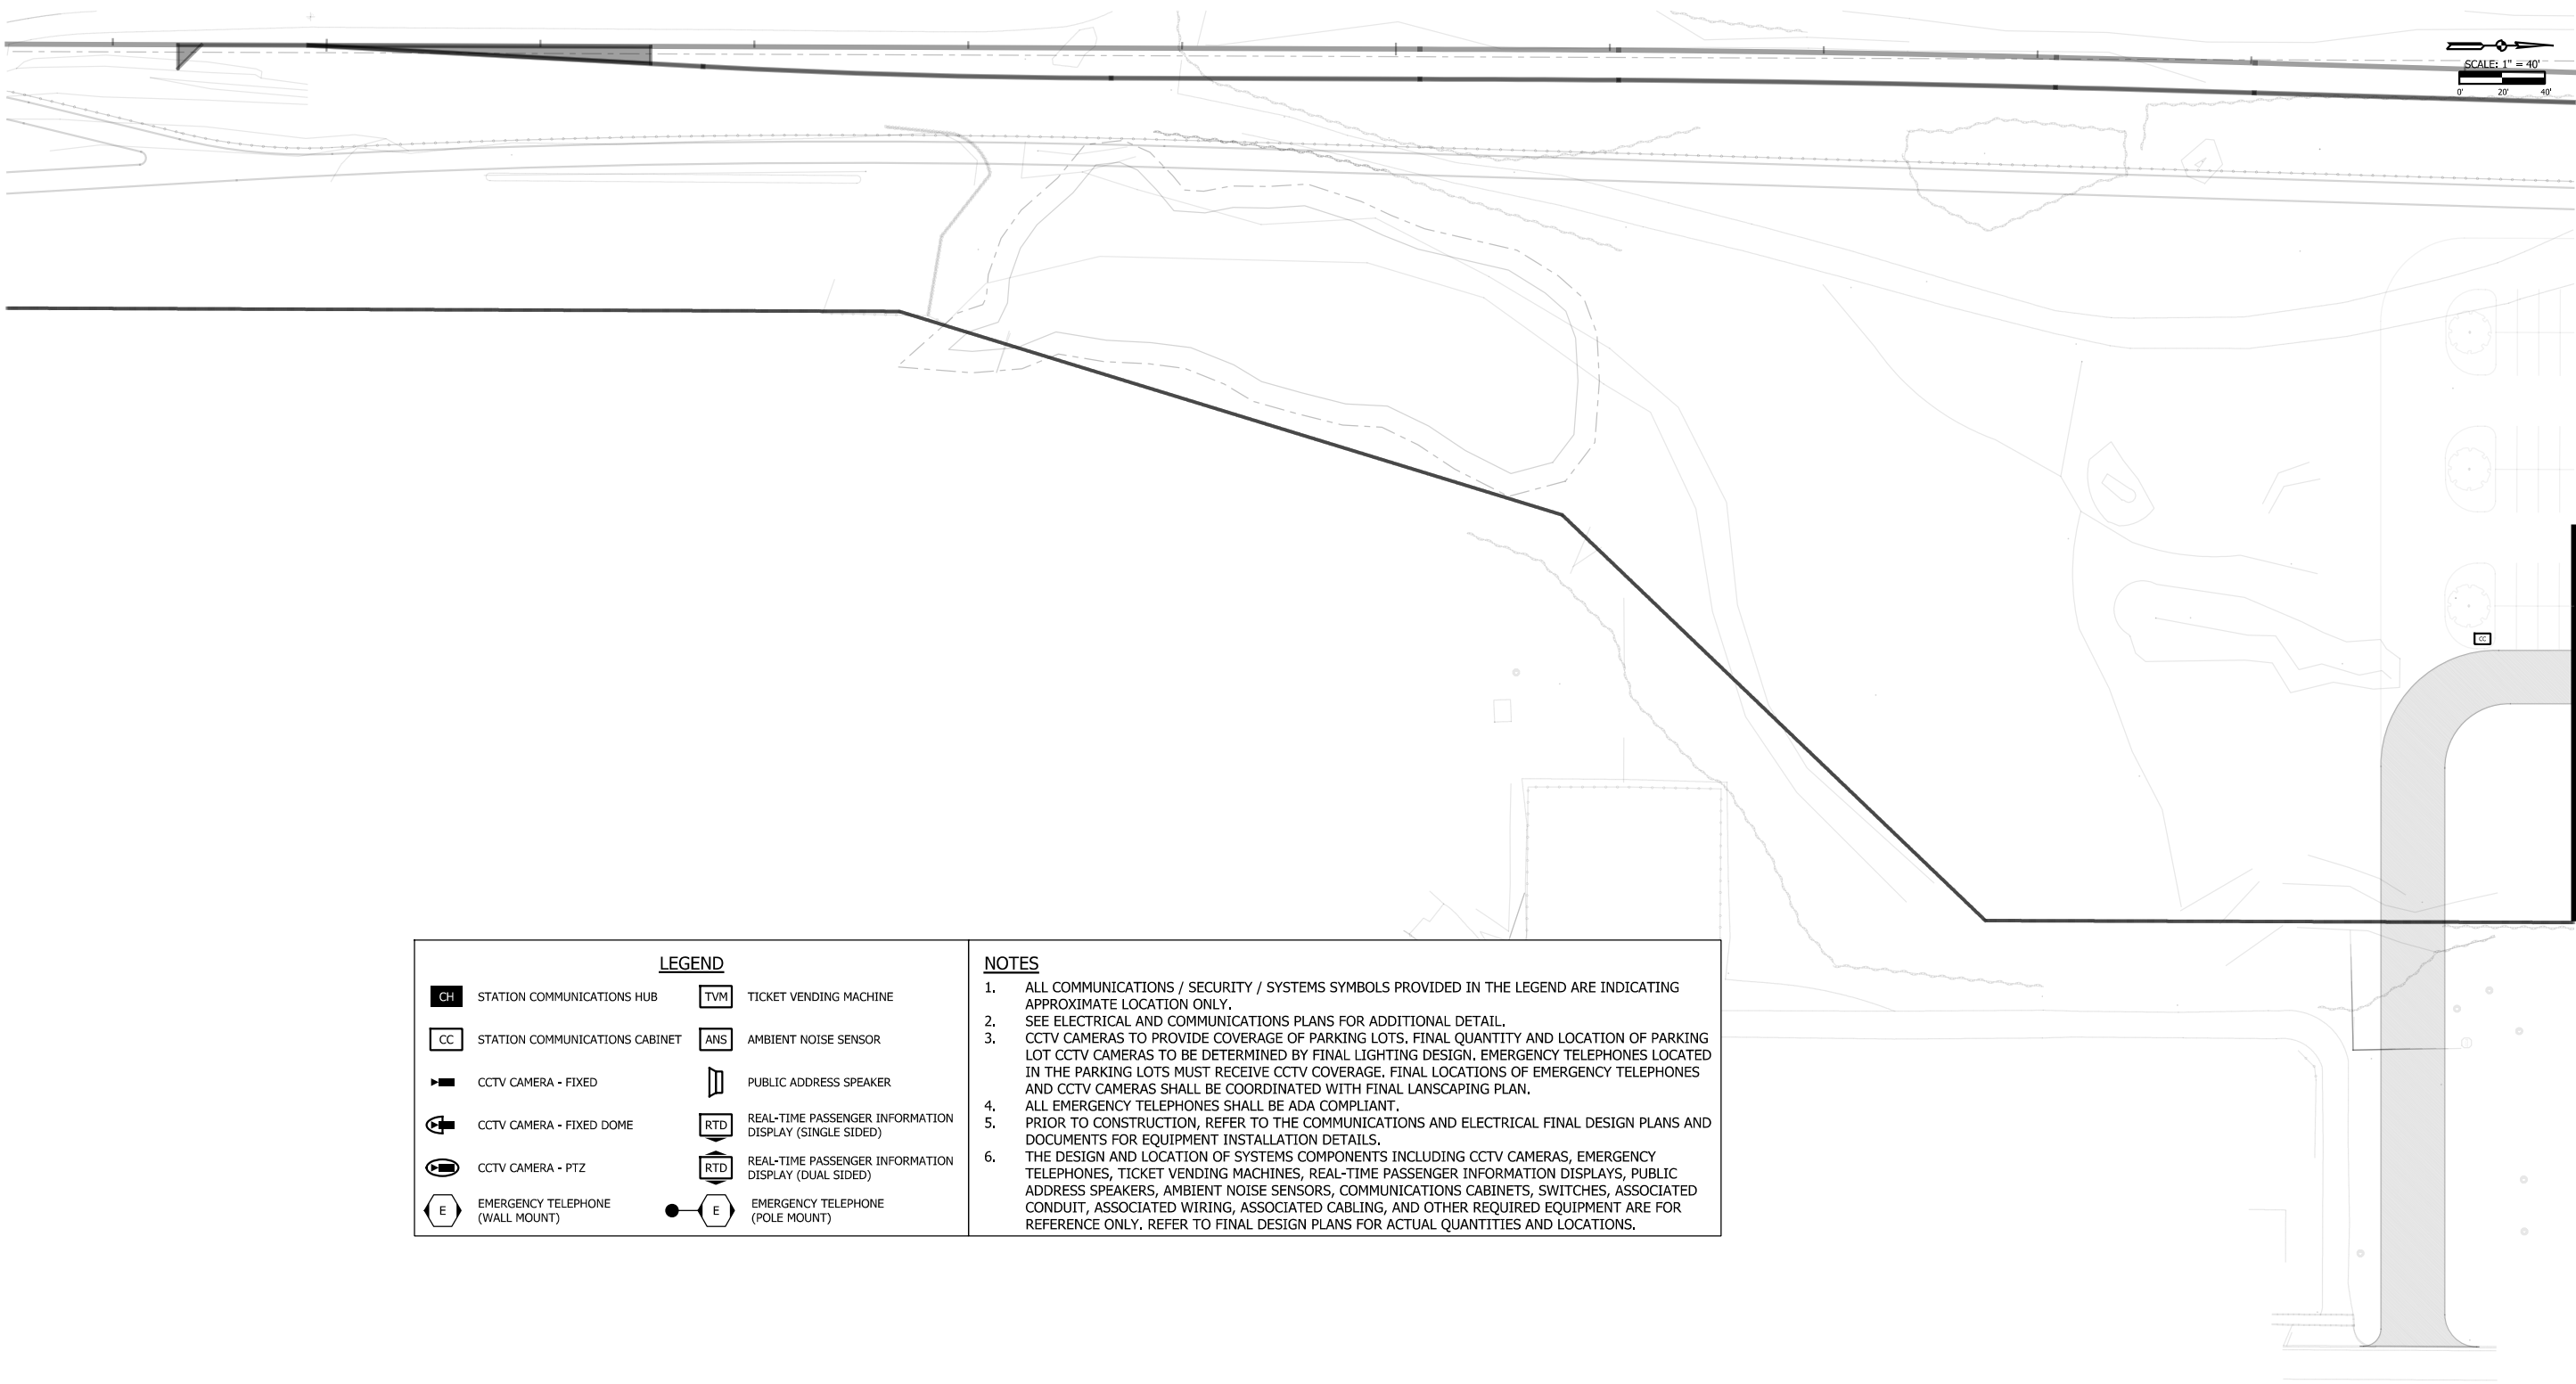 SCALE: 1" = 40'
0' 20' 40'
CC
LEGEND
CH STATION COMMUNICATIONS HUB
TVM TICKET VENDING MACHINE
CC STATION COMMUNICATIONS CABINET
ANS AMBIENT NOISE SENSOR
CCTV CAMERA - FIXED
PUBLIC ADDRESS SPEAKER
CCTV CAMERA - FIXED DOME
RTD REAL-TIME PASSENGER INFORMATION
DISPLAY (SINGLE SIDED)
CCTV CAMERA - PTZ
RTD REAL-TIME PASSENGER INFORMATION
DISPLAY (DUAL SIDED)
E EMERGENCY TELEPHONE
(WALL MOUNT)
E EMERGENCY TELEPHONE
(POLE MOUNT)
NOTES
1. ALL COMMUNICATIONS / SECURITY / SYSTEMS SYMBOLS PROVIDED IN THE LEGEND ARE INDICATING
APPROXIMATE LOCATION ONLY.
2. SEE ELECTRICAL AND COMMUNICATIONS PLANS FOR ADDITIONAL DETAIL.
3. CCTV CAMERAS TO PROVIDE COVERAGE OF PARKING LOTS. FINAL QUANTITY AND LOCATION OF PARKING
LOT CCTV CAMERAS TO BE DETERMINED BY FINAL LIGHTING DESIGN. EMERGENCY TELEPHONES LOCATED
IN THE PARKING LOTS MUST RECEIVE CCTV COVERAGE. FINAL LOCATIONS OF EMERGENCY TELEPHONES
AND CCTV CAMERAS SHALL BE COORDINATED WITH FINAL LANSCAPING PLAN.
4. ALL EMERGENCY TELEPHONES SHALL BE ADA COMPLIANT.
5. PRIOR TO CONSTRUCTION, REFER TO THE COMMUNICATIONS AND ELECTRICAL FINAL DESIGN PLANS AND
DOCUMENTS FOR EQUIPMENT INSTALLATION DETAILS.
6. THE DESIGN AND LOCATION OF SYSTEMS COMPONENTS INCLUDING CCTV CAMERAS, EMERGENCY
TELEPHONES, TICKET VENDING MACHINES, REAL-TIME PASSENGER INFORMATION DISPLAYS, PUBLIC
ADDRESS SPEAKERS, AMBIENT NOISE SENSORS, COMMUNICATIONS CABINETS, SWITCHES, ASSOCIATED
CONDUIT, ASSOCIATED WIRING, ASSOCIATED CABLING, AND OTHER REQUIRED EQUIPMENT ARE FOR
REFERENCE ONLY. REFER TO FINAL DESIGN PLANS FOR ACTUAL QUANTITIES AND LOCATIONS.